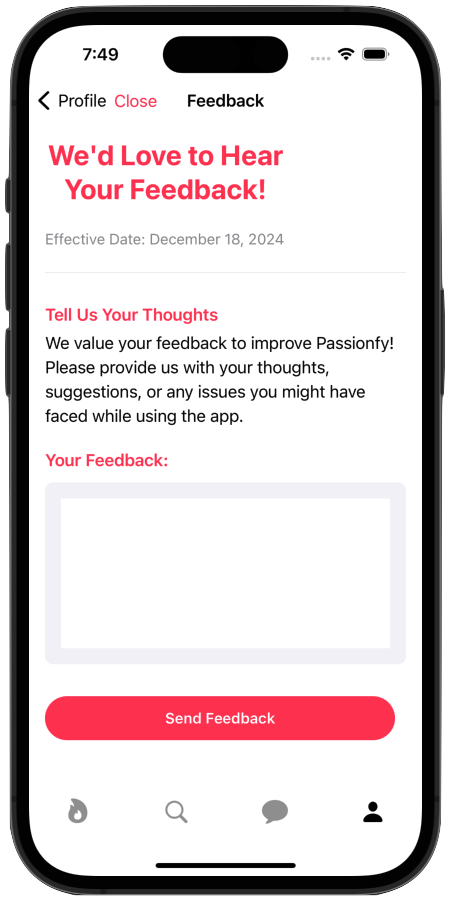 7:49
Profile Close Feedback
We'd Love to Hear
Your Feedback!
Effective Date: December 18, 2024
Tell Us Your Thoughts
We value your feedback to improve Passionfy!
Please provide us with your thoughts,
suggestions, or any issues you might have
faced while using the app.
Your Feedback:
Send Feedback